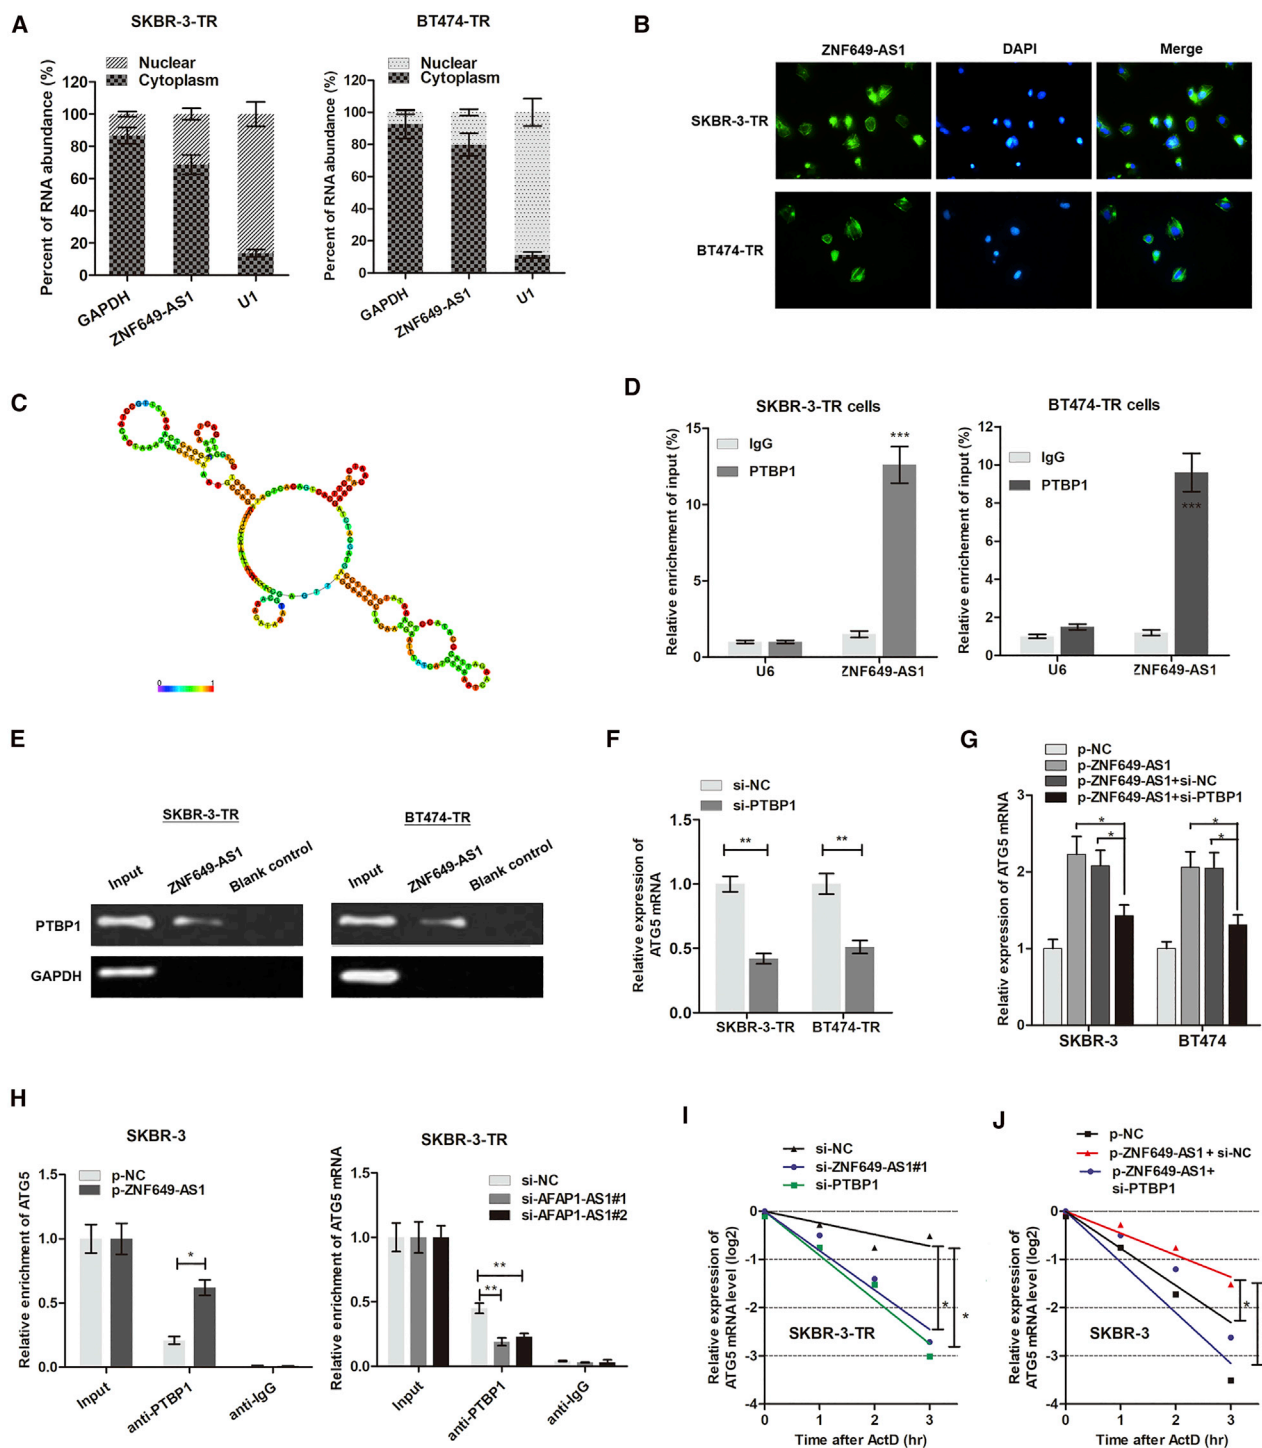 A
SKBR-3-TR
Nuclear
Cytoplasm
Percent of RNA abundance (%)
120
100
80
60
40
20
0
GAPDH
ZNF649-AS1
U1
BT474-TR
Nuclear
Cytoplasm
Percent of RNA abundance (%)
120
100
80
60
40
20
0
GAPDH
ZNF649-AS1
U1
B
ZNF649-AS1
DAPI
Merge
SKBR-3-TR
BT474-TR
C
0
1
D
SKBR-3-TR cells
IgG
PTBP1
Relative enrichement of input (%)
15
10
5
0
***
U6
ZNF649-AS1
BT474-TR cells
IgG
PTBP1
Relative enrichement of input (%)
12
10
8
6
4
2
0
***
U6
ZNF649-AS1
E
SKBR-3-TR
Input
ZNF649-AS1
Blank control
BT474-TR
Input
ZNF649-AS1
Blank control
PTBP1
GAPDH
F
si-NC
si-PTBP1
Relative expression of
ATG5 mRNA
1.5
1.0
0.5
0.0
**
**
SKBR-3-TR
BT474-TR
G
p-NC
p-ZNF649-AS1
p-ZNF649-AS1+si-NC
p-ZNF649-AS1+si-PTBP1
Relative expression of ATG5 mRNA
3
2
1
0
*
*
*
*
SKBR-3
BT474
H
SKBR-3
p-NC
p-ZNF649-AS1
Relative enrichment of ATG5
1.5
1.0
0.5
0.0
*
Input
anti-PTBP1
anti-IgG
SKBR-3-TR
si-NC
si-AFAP1-AS1#1
si-AFAP1-AS1#2
Relative enrichment of ATG5 mRNA
1.5
1.0
0.5
0.0
**
**
Input
anti-PTBP1
anti-IgG
I
si-NC
si-ZNF649-AS1#1
si-PTBP1
Relative expression of
ATG5 mRNA level (log2)
0
-1
-2
-3
-4
SKBR-3-TR
*
*
0
1
2
3
Time after ActD (hr)
J
p-NC
p-ZNF649-AS1 + si-NC
p-ZNF649-AS1+
si-PTBP1
Relative expression of
ATG5 mRNA level (log2)
0
-1
-2
-3
-4
SKBR-3
*
0
1
2
3
Time after ActD (hr)